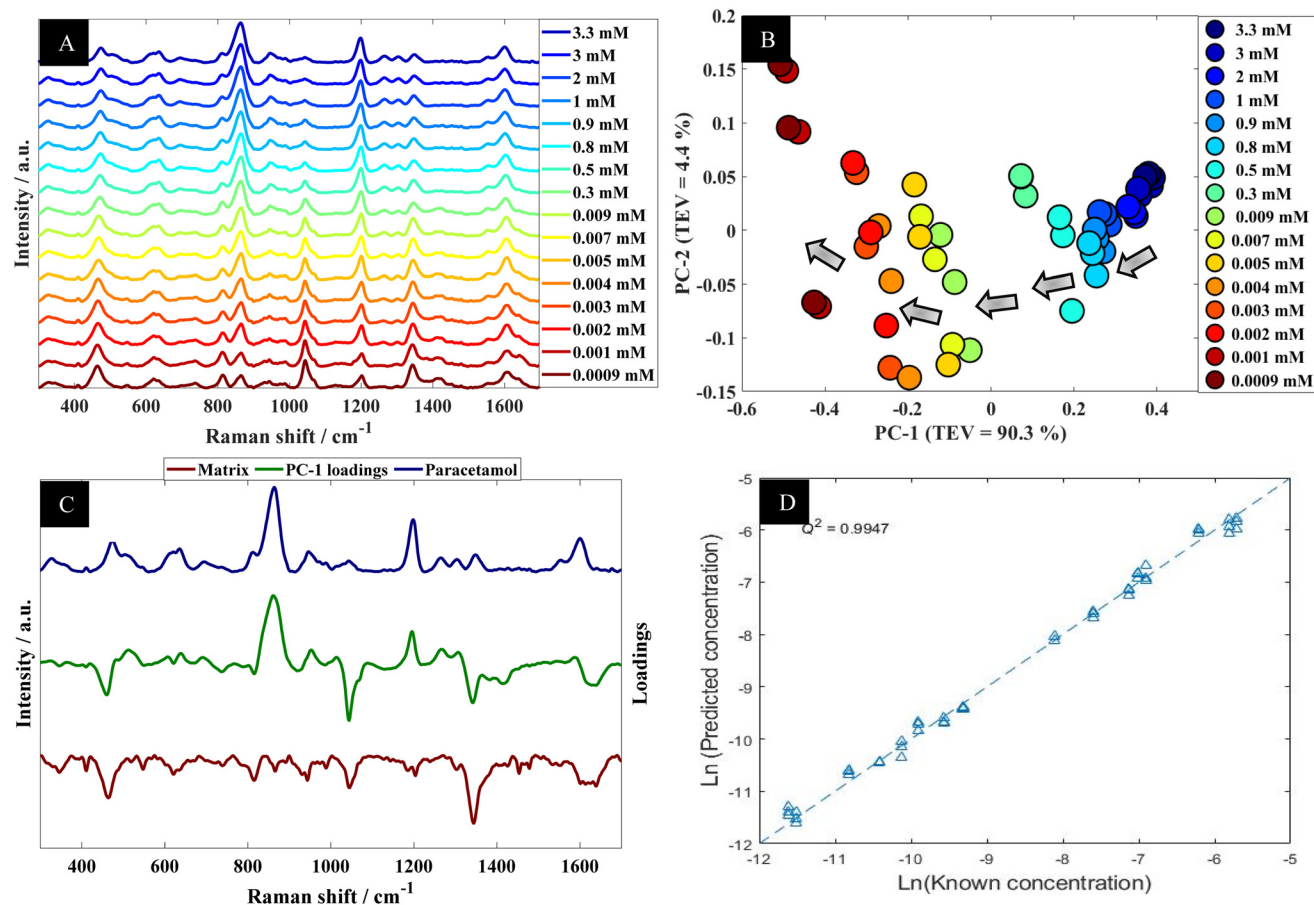 A
Intensity / a.u.
3.3 mM
3 mM
2 mM
1 mM
0.9 mM
0.8 mM
0.5 mM
0.3 mM
0.009 mM
0.007 mM
0.005 mM
0.004 mM
0.003 mM
0.002 mM
0.001 mM
0.0009 mM
400 600 800 1000 1200 1400 1600
Raman shift / cm⁻¹
B
PC-2 (TEV = 4.4 %)
0.2
0.15
0.1
0.05
0
-0.05
-0.1
-0.15
-0.6 -0.4 -0.2 0 0.2 0.4
PC-1 (TEV = 90.3 %)
3.3 mM
3 mM
2 mM
1 mM
0.9 mM
0.8 mM
0.5 mM
0.3 mM
0.009 mM
0.007 mM
0.005 mM
0.004 mM
0.003 mM
0.002 mM
0.001 mM
0.0009 mM
Matrix PC-1 loadings Paracetamol
C
Intensity / a.u.
Loadings
400 600 800 1000 1200 1400 1600
Raman shift / cm⁻¹
D
Q² = 0.9947
Ln (Predicted concentration)
-5
-6
-7
-8
-9
-10
-11
-12
-12 -11 -10 -9 -8 -7 -6 -5
Ln(Known concentration)